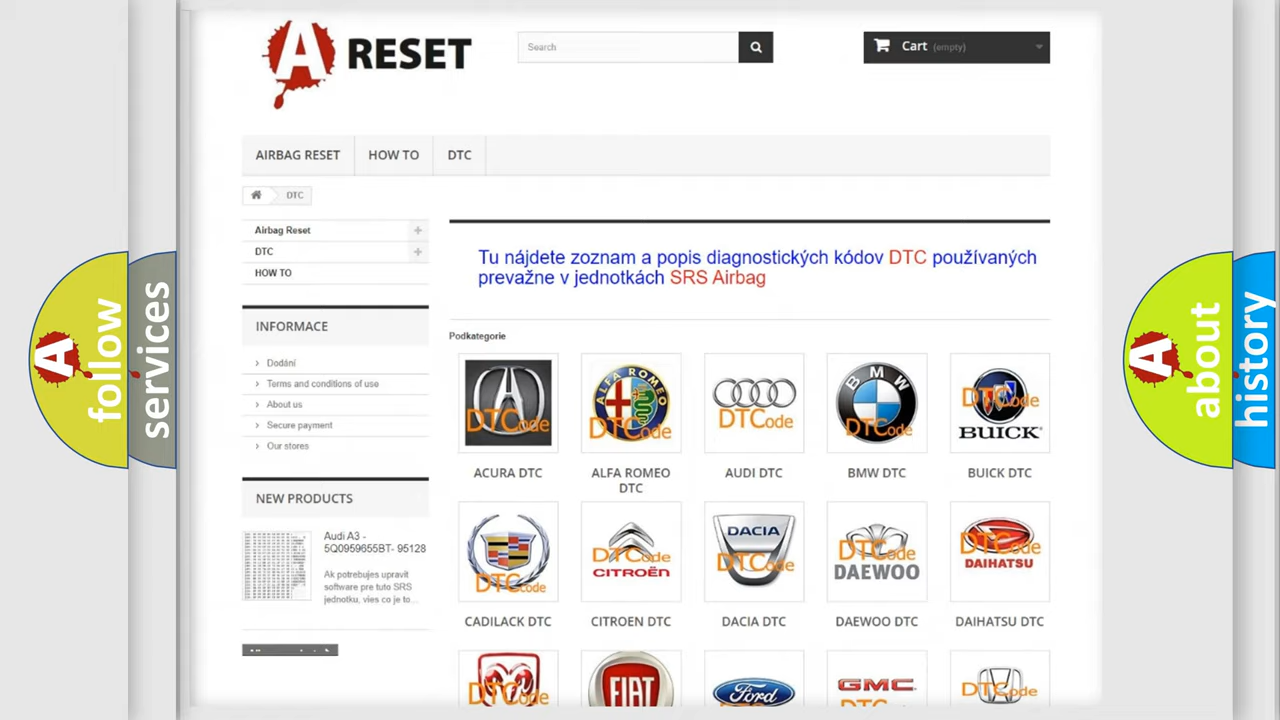 A RESET
Search
Cart (empty)
AIRBAG RESET
HOW TO
DTC
DTC
Airbag Reset
DTC
HOW TO
Tu nájdete zoznam a popis diagnostických kódov DTC používaných
prevažne v jednotkách SRS Airbag
INFORMACE
Dodání
Terms and conditions of use
About us
Secure payment
Our stores
Podkategorie
ALFA ROMEO
DTCode
DTCode
DTCode
BMW
DTCode
DTCode
BUICK
ACURA DTC
ALFA ROMEO
DTC
AUDI DTC
BMW DTC
BUICK DTC
NEW PRODUCTS
Audi A3 -
5Q0959655BT- 95128
Ak potrebujes upravit
software pre tuto SRS
jednotku, vies co je to...
DTCode
DTCode
CITROËN
DACIA
DTCode
DTCode
DAEWOO
DTCode
DAIHATSU
CADILACK DTC
CITROEN DTC
DACIA DTC
DAEWOO DTC
DAIHATSU DTC
DTCode
FIAT
Ford
GMC
DTCode
A follow
services
A about
history